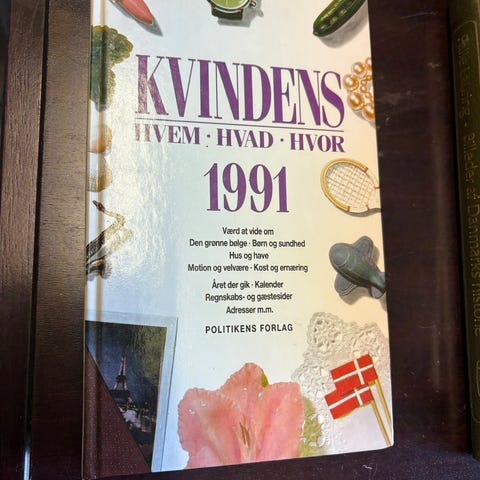 KVINDENS
HVEM · HVAD · HVOR
1991
Værd at vide om
Den grønne bølge · Børn og sundhed
Hus og have
Motion og velvære · Kost og ernæring
Året der gik · Kalender
Regnskabs- og gæstesider
Adresser m.m.
POLITIKENS FORLAG
Billeder af Danmarks historie